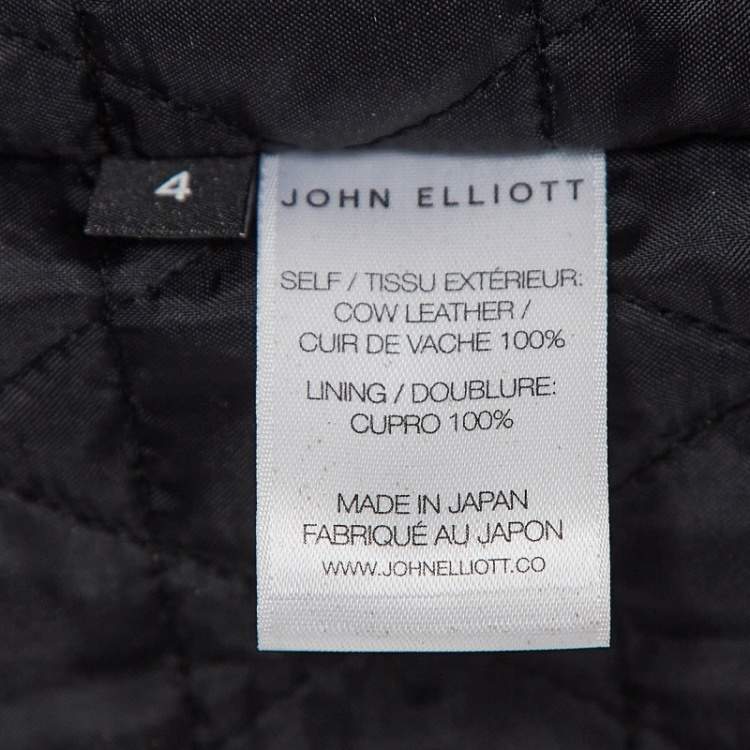 4
JOHN ELLIOTT
SELF / TISSU EXTÉRIEUR:
COW LEATHER /
CUIR DE VACHE 100%
LINING / DOUBLURE:
CUPRO 100%
MADE IN JAPAN
FABRIQUÉ AU JAPON
WWW.JOHNELLIOTT.CO